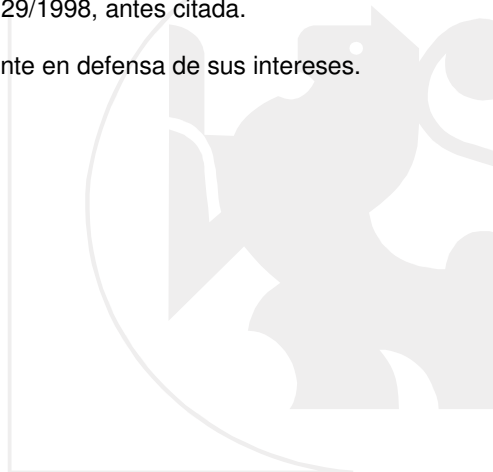 29/1998, antes citada.
nte en defensa de sus intereses.